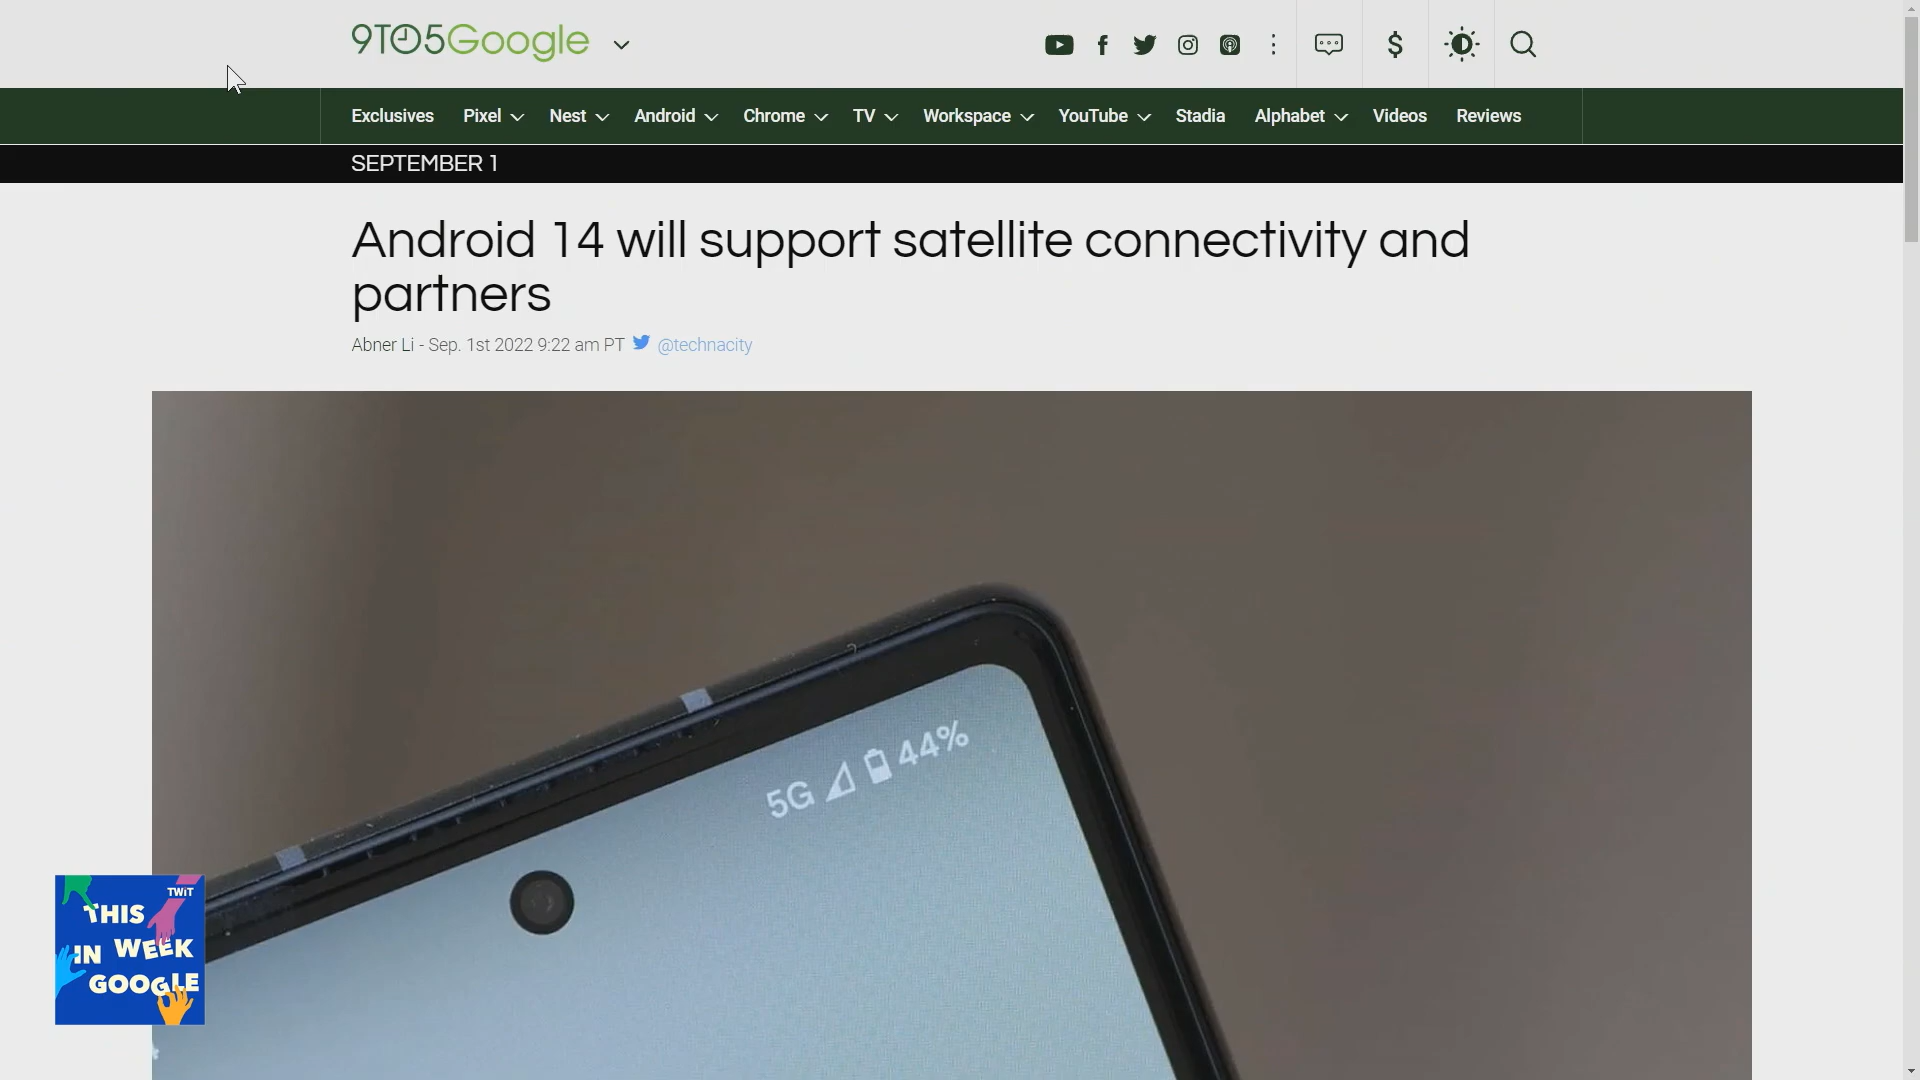 9TO5Google
Exclusives Pixel Nest Android Chrome TV Workspace YouTube Stadia Alphabet Videos Reviews
SEPTEMBER 1
Android 14 will support satellite connectivity and
partners
Abner Li - Sep. 1st 2022 9:22 am PT @technacity
5G 44%
TWiT
THIS
IN WEEK
GOOGLE